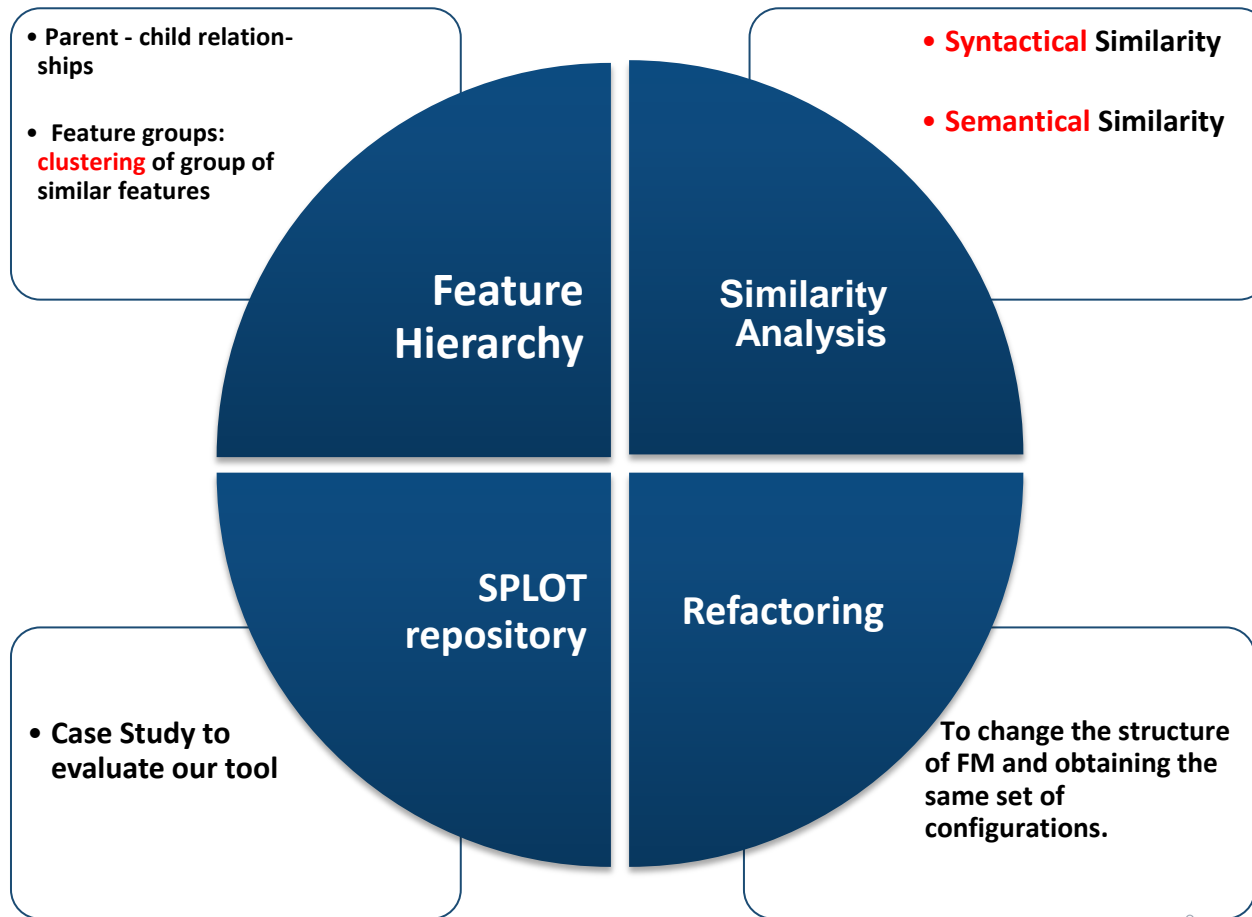 • Parent - child relation-
ships
• Feature groups:
clustering of group of
similar features
• Syntactical Similarity
• Semantical Similarity
Feature
Hierarchy
Similarity
Analysis
SPLOT
repository
Refactoring
• Case Study to
evaluate our tool
To change the structure
of FM and obtaining the
same set of
configurations.